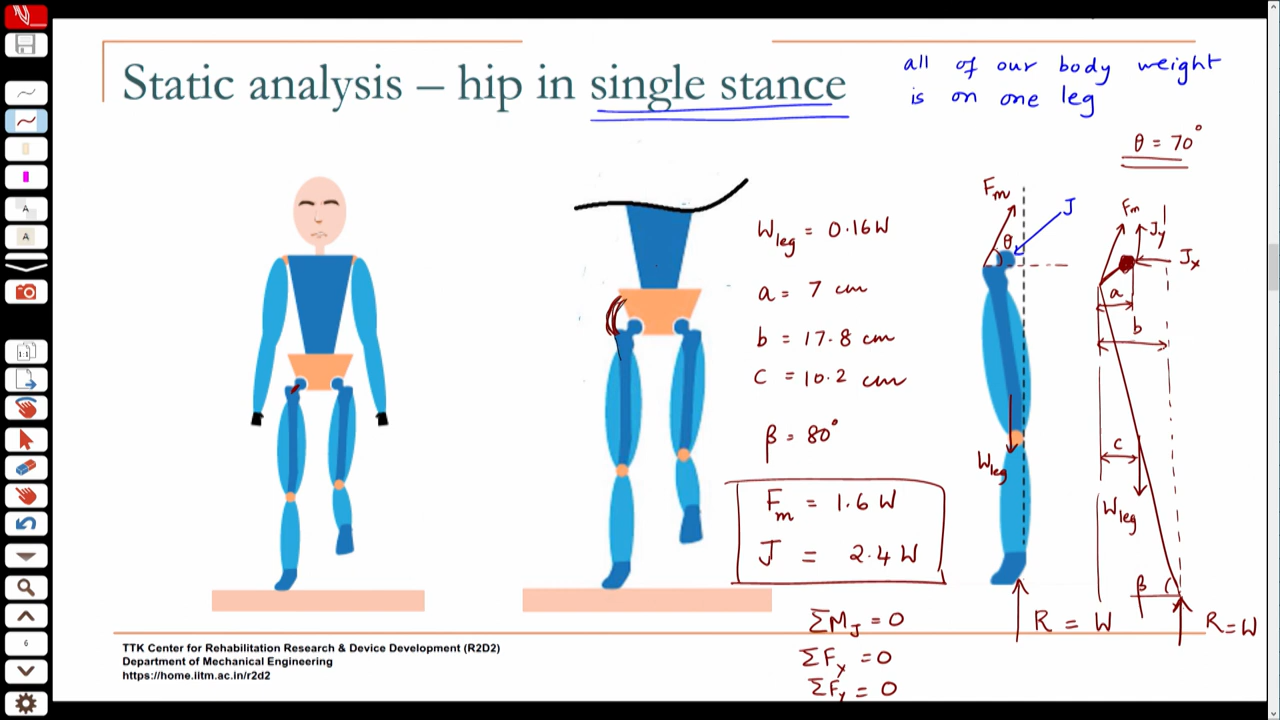 Static analysis – hip in single stance
all of our body weight
is on one leg
θ = 70°
Wleg = 0.16W
a = 7 cm
b = 17.8 cm
c = 10.2 cm
β = 80°
Fm = 1.6 W
J = 2.4 W
ΣMJ = 0
ΣFx = 0
ΣFy = 0
Fm
θ
J
Wleg
R = W
Fm
Jy
Jx
a
b
c
Wleg
β
R=W
TTK Center for Rehabilitation Research & Device Development (R2D2)
Department of Mechanical Engineering
https://home.iitm.ac.in/r2d2
A
A
1:1
6